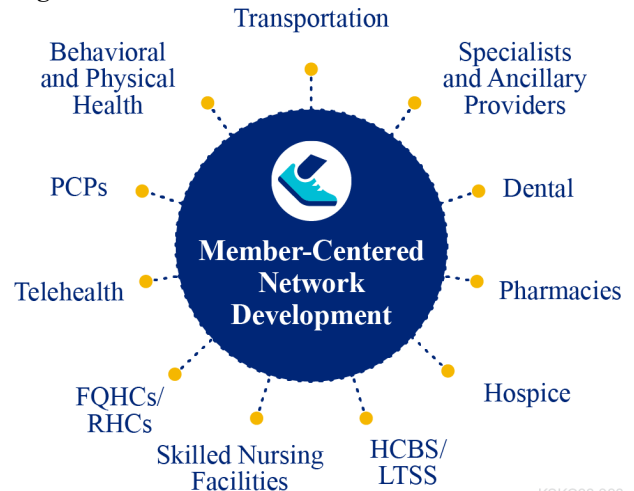 Transportation
Behavioral
and Physical
Health
Specialists
and Ancillary
Providers
PCPs
Dental
Member-Centered
Network
Development
Telehealth
Pharmacies
FQHCs/
RHCs
Hospice
Skilled Nursing
Facilities
HCBS/
LTSS